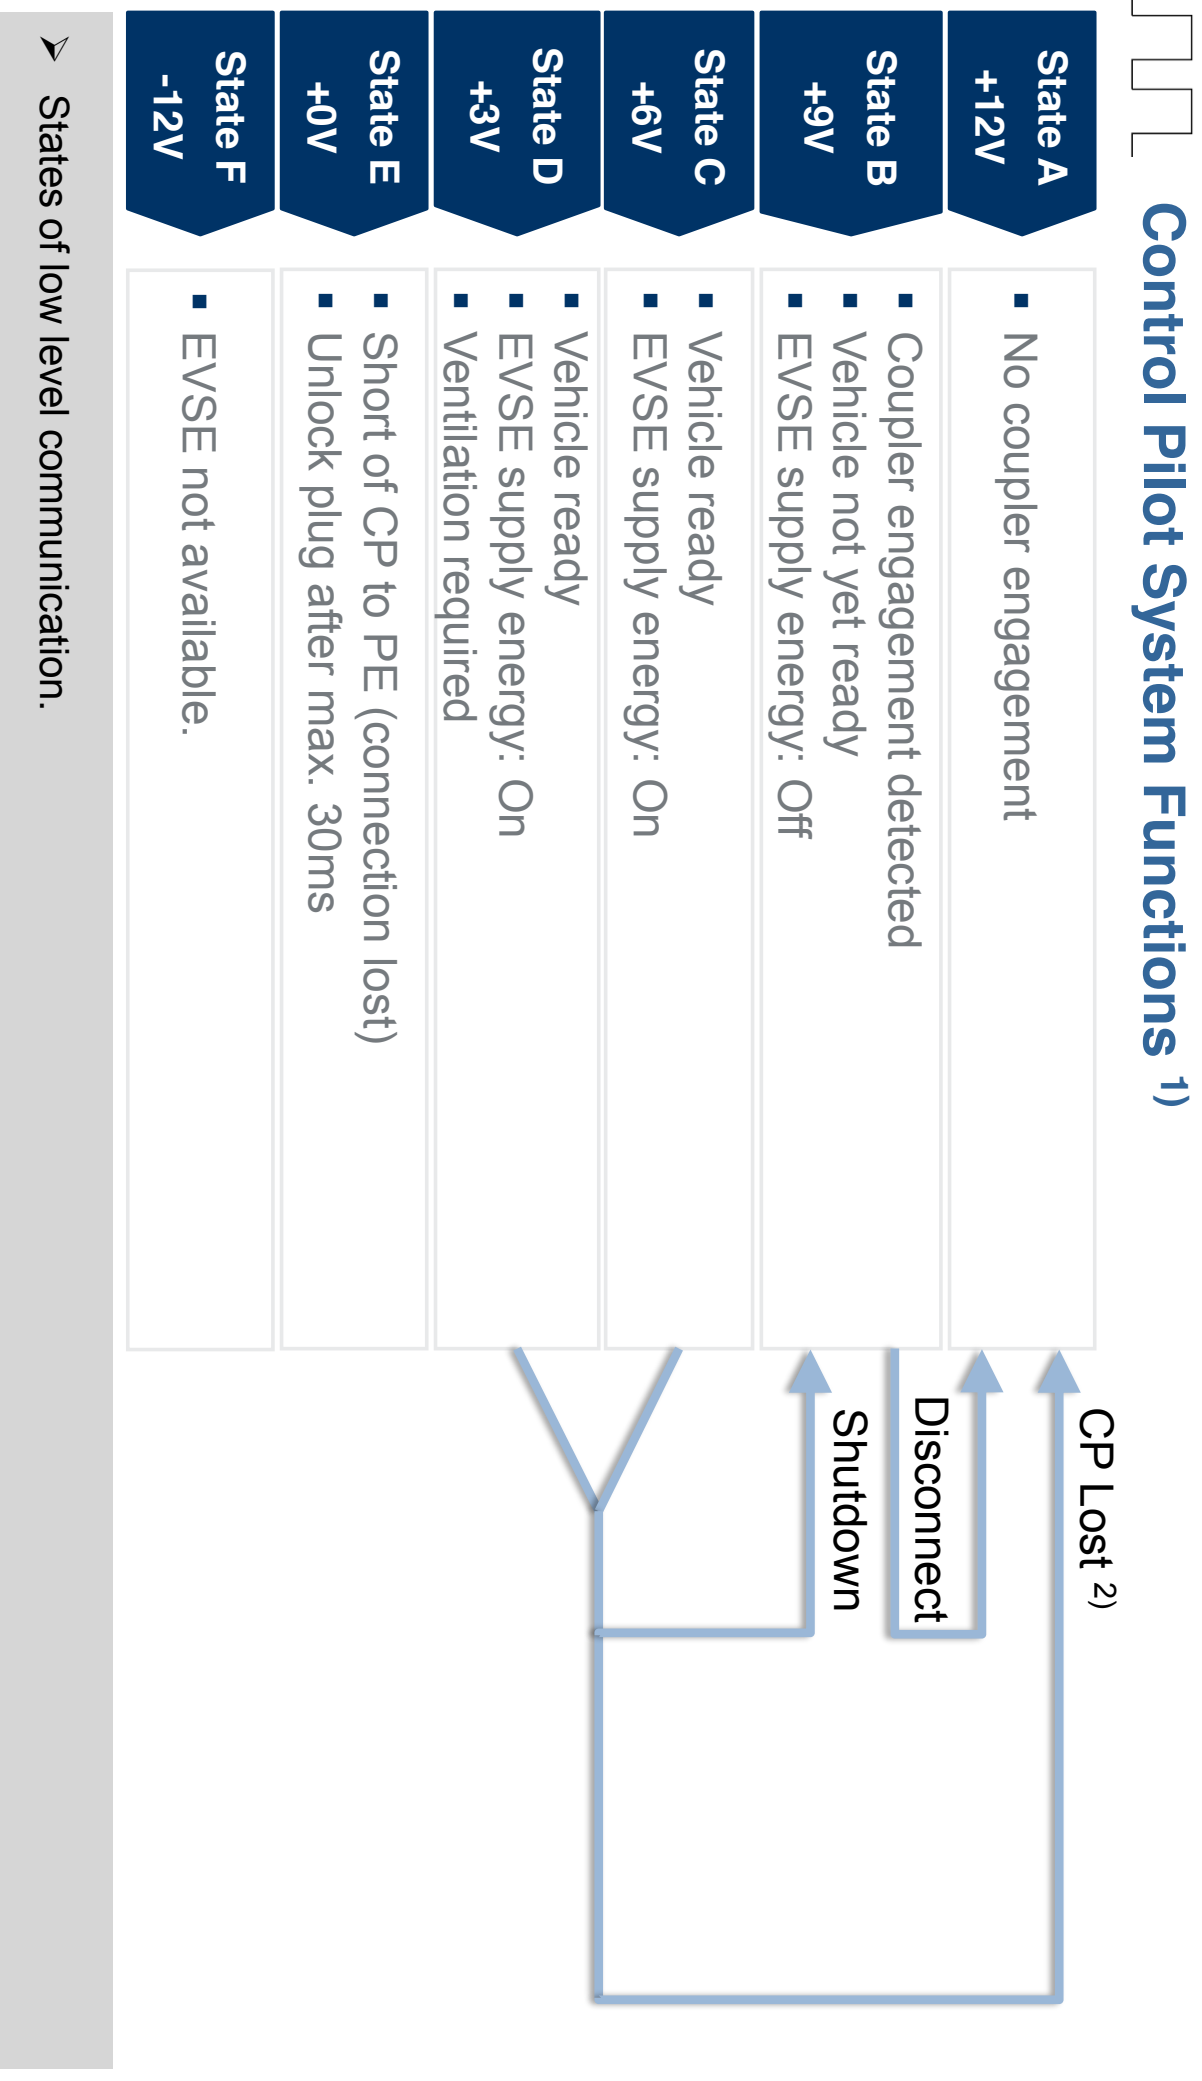 Control Pilot System Functions 1)
State A
+12V
No coupler engagement
CP Lost 2)
State B
+9V
Coupler engagement detected
Vehicle not yet ready
EVSE supply energy: Off
Disconnect
Shutdown
State C
+6V
Vehicle ready
EVSE supply energy: On
State D
+3V
Vehicle ready
EVSE supply energy: On
Ventilation required
State E
+0V
Short of CP to PE (connection lost)
Unlock plug after max. 30ms
State F
-12V
EVSE not available.
States of low level communication.